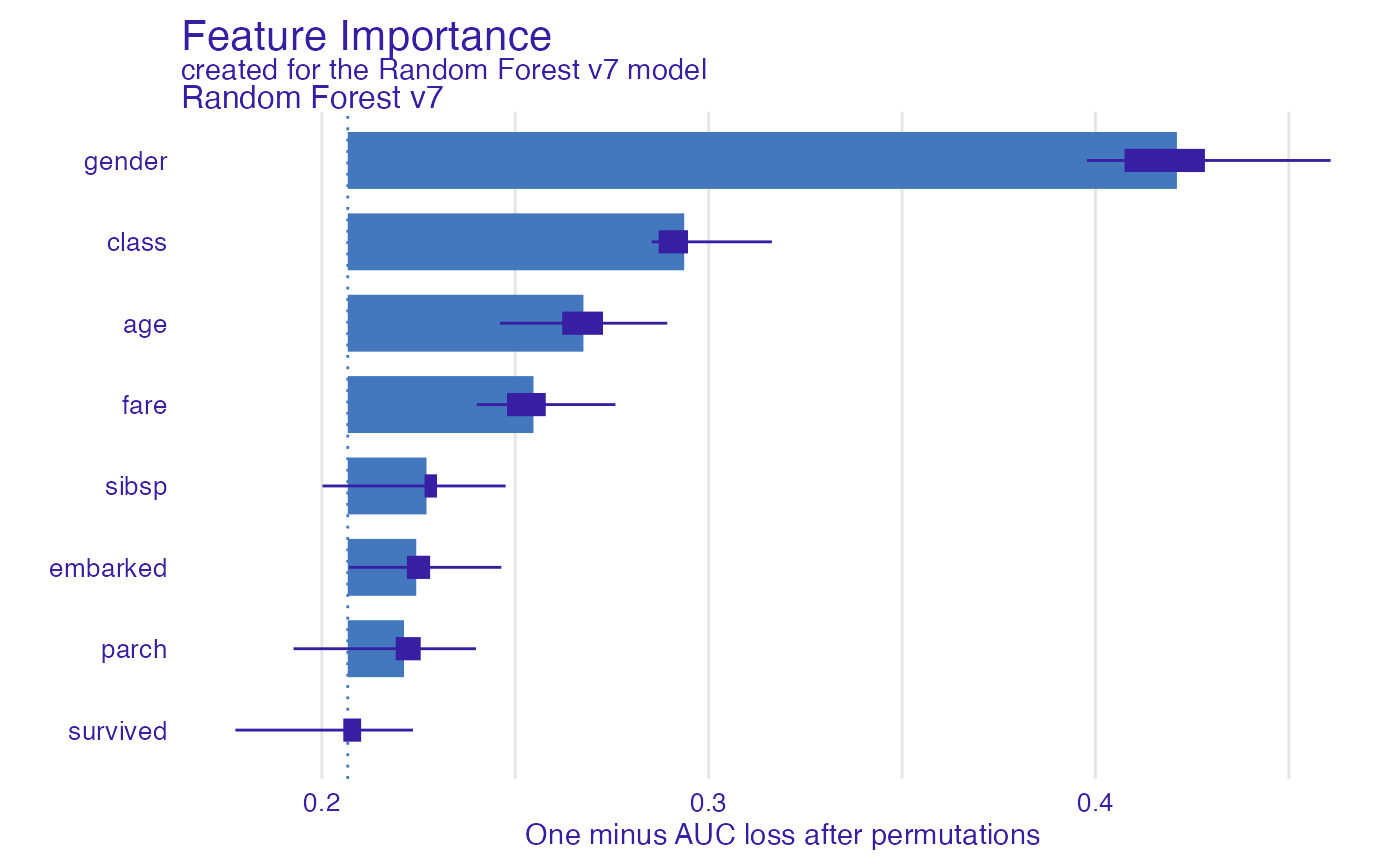 Feature Importance
created for the Random Forest v7 model
Random Forest v7
gender
class
age
fare
sibsp
embarked
parch
survived
0.2
0.3
0.4
One minus AUC loss after permutations